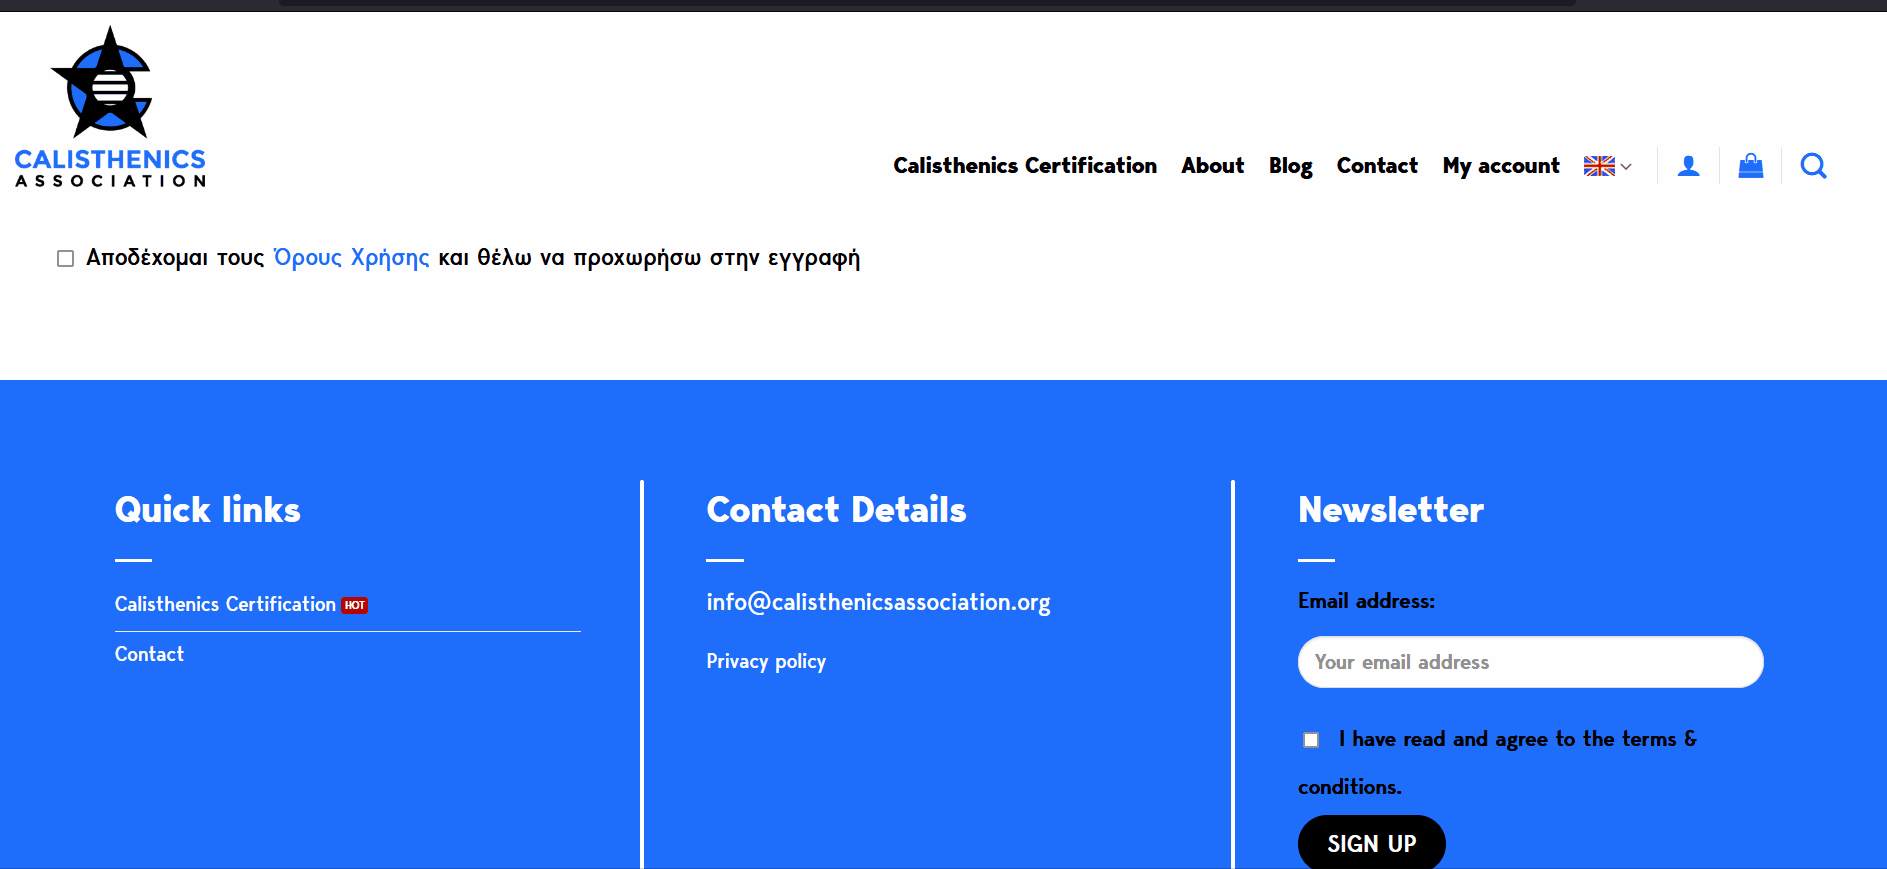 CALISTHENICS
ASSOCIATION
Calisthenics Certification About Blog Contact My account
Αποδέχομαι τους Όρους Χρήσης και θέλω να προχωρήσω στην εγγραφή
Quick links
Calisthenics Certification HOT
Contact
Contact Details
info@calisthenicsassociation.org
Privacy policy
Newsletter
Email address:
Your email address
I have read and agree to the terms &
conditions.
SIGN UP